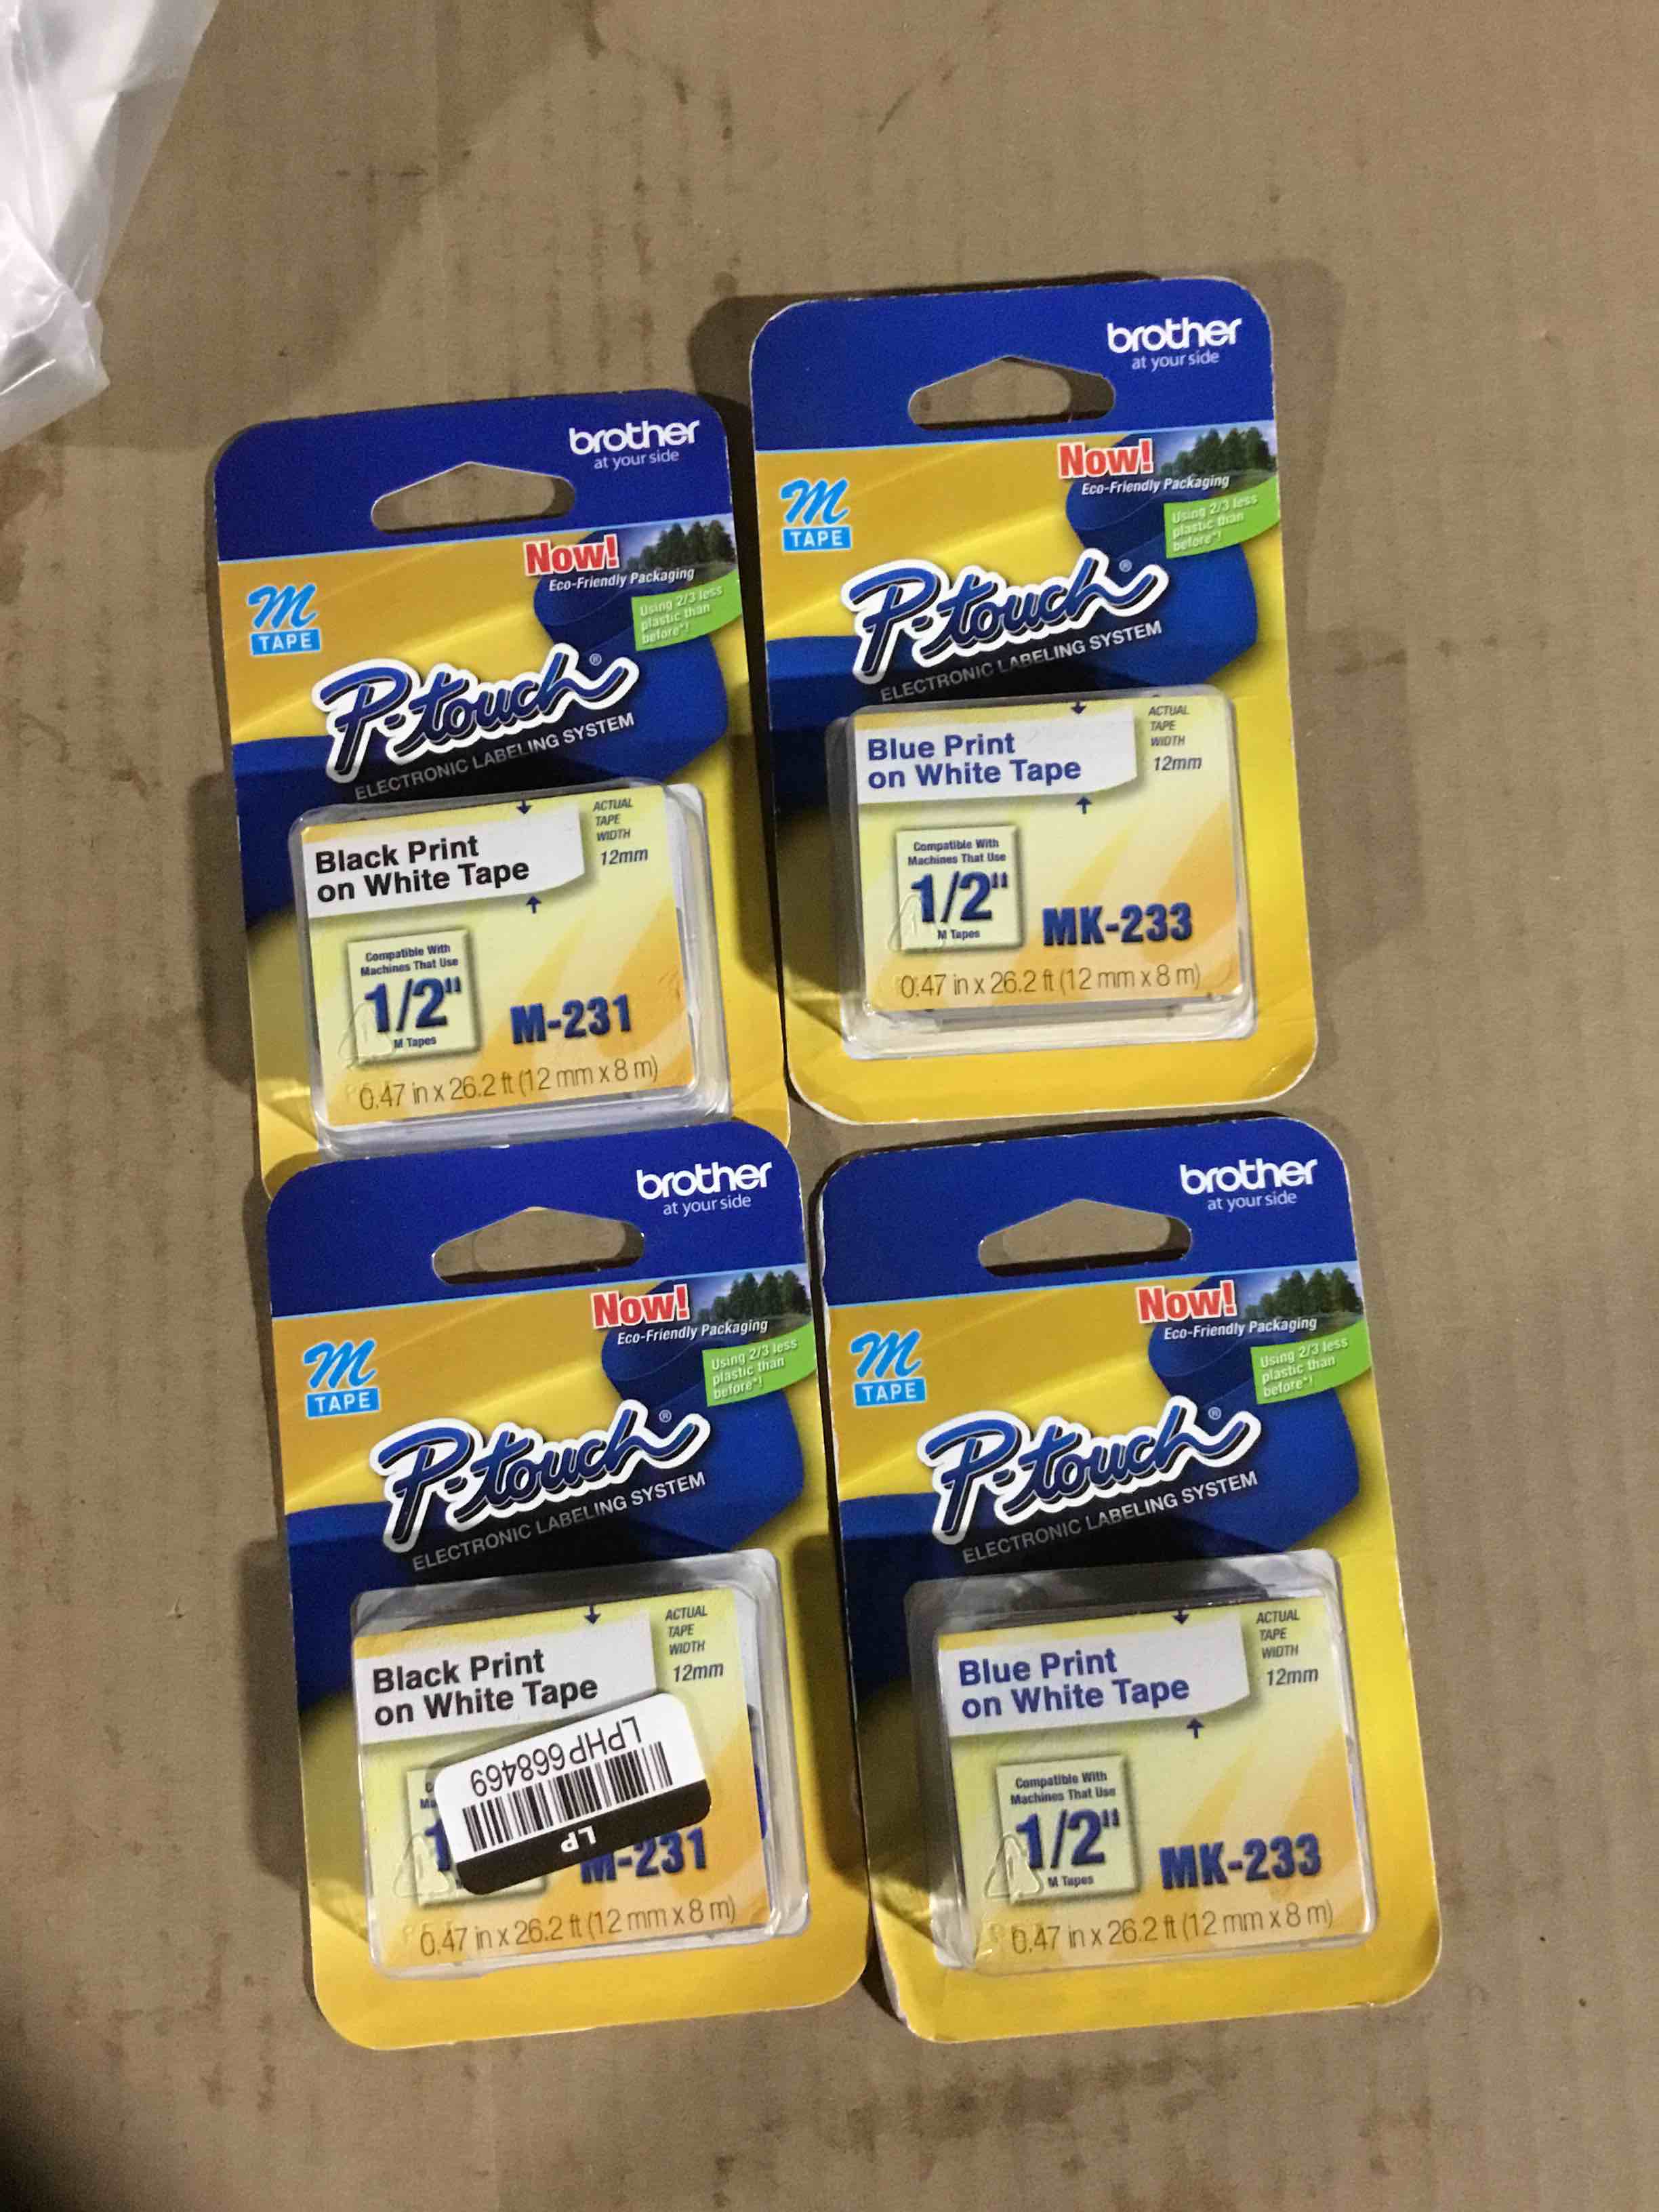 brother
at your side
M
TAPE
Now!
Eco-Friendly Packaging
Using 2/3 less
plastic than
before*!
P-touch®
ELECTRONIC LABELING SYSTEM
Black Print
on White Tape
ACTUAL
TAPE
WIDTH
12mm
Compatible With
Machines That Use
1/2"
M Tapes
M-231
0.47 in x 26.2 ft (12 mm x 8 m)
brother
at your side
M
TAPE
Now!
Eco-Friendly Packaging
Using 2/3 less
plastic than
before*!
P-touch®
ELECTRONIC LABELING SYSTEM
Blue Print
on White Tape
ACTUAL
TAPE
WIDTH
12mm
Compatible With
Machines That Use
1/2"
M Tapes
MK-233
0.47 in x 26.2 ft (12 mm x 8 m)
brother
at your side
M
TAPE
Now!
Eco-Friendly Packaging
Using 2/3 less
plastic than
before*!
P-touch®
ELECTRONIC LABELING SYSTEM
Black Print
on White Tape
ACTUAL
TAPE
WIDTH
12mm
LP
LPHP668469
M-231
0.47 in x 26.2 ft (12 mm x 8 m)
brother
at your side
M
TAPE
Now!
Eco-Friendly Packaging
Using 2/3 less
plastic than
before*!
P-touch®
ELECTRONIC LABELING SYSTEM
Blue Print
on White Tape
ACTUAL
TAPE
WIDTH
12mm
Compatible With
Machines That Use
1/2"
M Tapes
MK-233
0.47 in x 26.2 ft (12 mm x 8 m)